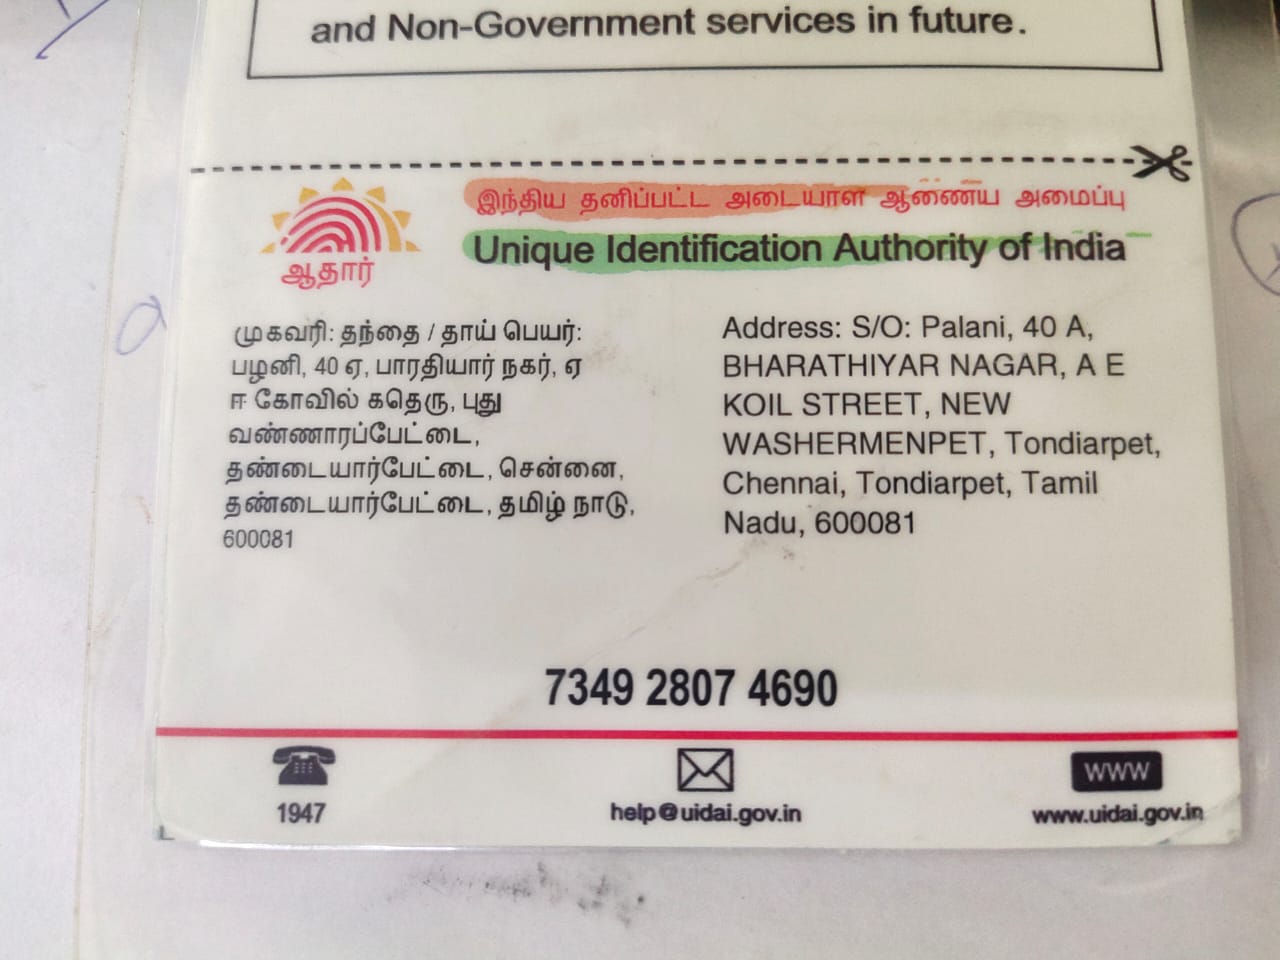 and Non-Government services in future.
இந்திய தனிப்பட்ட அடையாள ஆணைய அமைப்பு
Unique Identification Authority of India
ஆதார்
முகவரி: தந்தை / தாய் பெயர்:
பழனி, 40 ஏ, பாரதியார் நகர், ஏ
ஈ கோவில் கதெரு, புது
வண்ணாரப்பேட்டை,
தண்டையார்பேட்டை, சென்னை,
தண்டையார்பேட்டை, தமிழ் நாடு,
600081
Address: S/O: Palani, 40 A,
BHARATHIYAR NAGAR, A E
KOIL STREET, NEW
WASHERMENPET, Tondiarpet,
Chennai, Tondiarpet, Tamil
Nadu, 600081
7349 2807 4690
1947
help@uidai.gov.in
WWW
www.uidai.gov.in